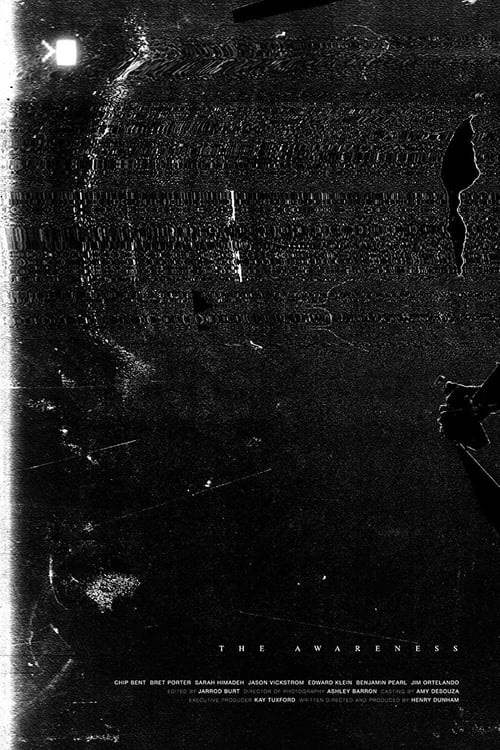 THE AWARENESS
CHIP BENT BRET PORTER SARAH HIMADEH JASON VICKSTROM EDWARD KLEIN BENJAMIN PEARL JIM ORTELANDO
EDITED BY JARROD BURT DIRECTOR OF PHOTOGRAPHY ASHLEY BARRON CASTING BY AMY DESOUZA
EXECUTIVE PRODUCER KAY TUXFORD WRITTEN DIRECTED AND PRODUCED BY HENRY DUNHAM